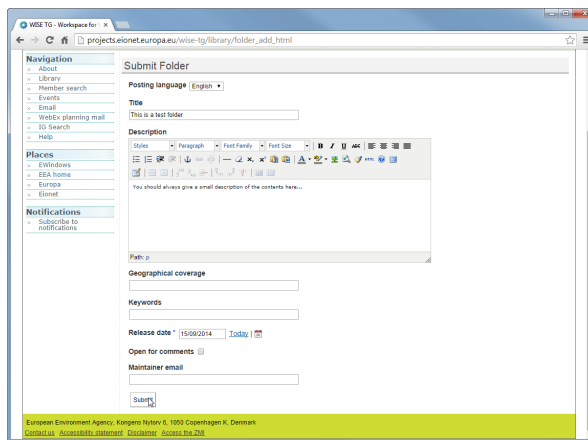 WISE TG - Workspace for
projects.eionet.europa.eu/wise-tg/library/folder_add_html
Navigation
» About
» Library
» Member search
» Events
» Email
» WebEx planning mail
» IG Search
» Help
Places
» EWindows
» EEA home
» Europa
» Eionet
Notifications
» Subscribe to
notifications
Submit Folder
Posting language English
Title
This is a test folder
Description
Styles Paragraph Font Family Font Size B I U ABC
HTML
You should always give a small description of the contents here...
Path: p
Geographical coverage
Keywords
Release date * 15/09/2014 Today |
Open for comments
Maintainer email
Submit
European Environment Agency, Kongens Nytorv 6, 1050 Copenhagen K, Denmark
Contact us Accessibility statement Disclaimer Access the ZMI